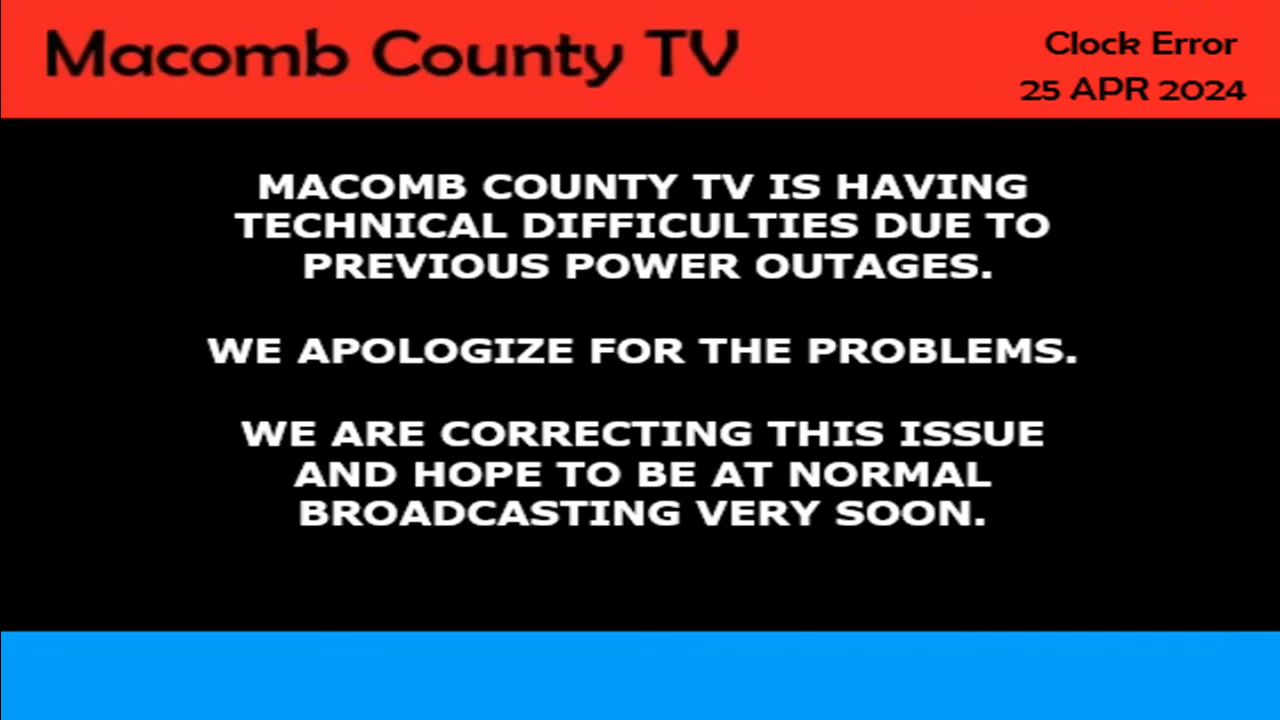 Macomb County TV
Clock Error
25 APR 2024
MACOMB COUNTY TV IS HAVING
TECHNICAL DIFFICULTIES DUE TO
PREVIOUS POWER OUTAGES.
WE APOLOGIZE FOR THE PROBLEMS.
WE ARE CORRECTING THIS ISSUE
AND HOPE TO BE AT NORMAL
BROADCASTING VERY SOON.